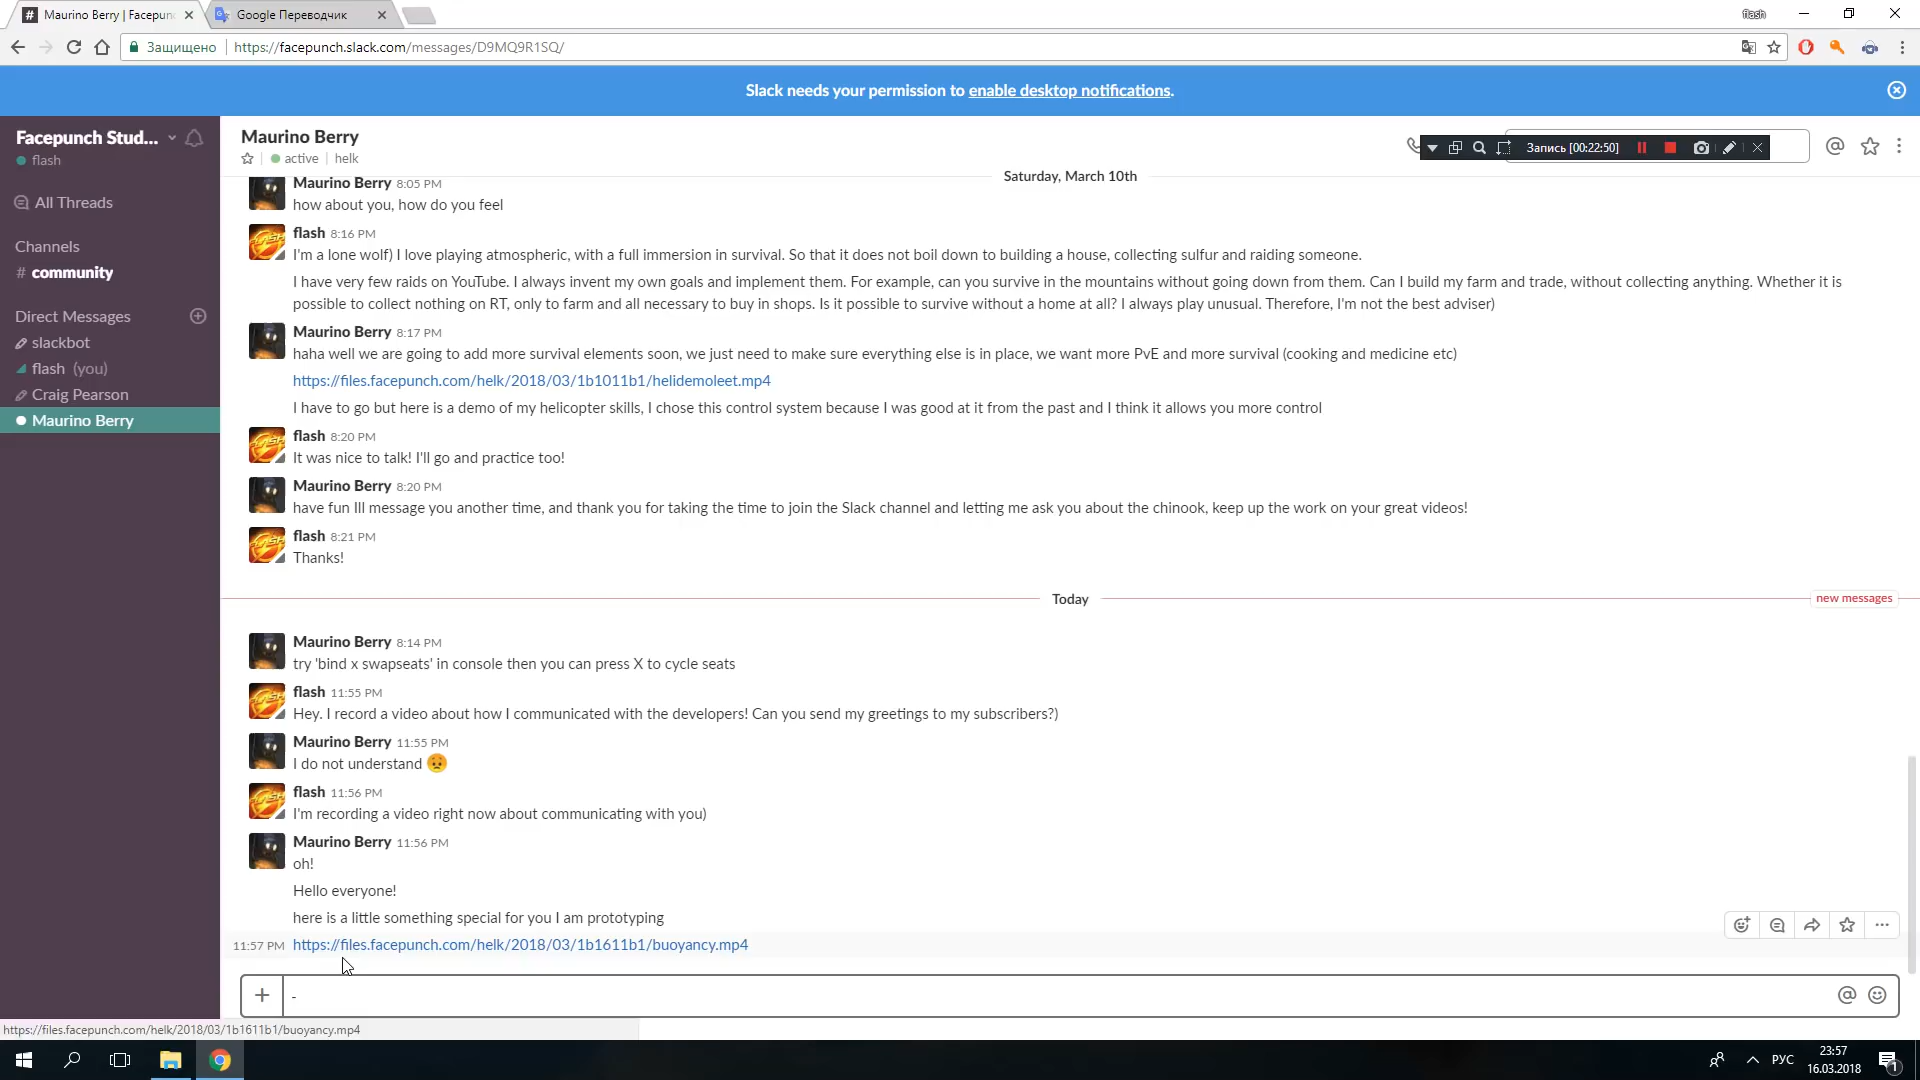 Maurino Berry | Facepun
Google Переводчик
flash
Защищено
https://facepunch.slack.com/messages/D9MQ9R1SQ/
Slack needs your permission to enable desktop notifications.
Facepunch Stud...
flash
All Threads
Channels
# community
Direct Messages
slackbot
flash (you)
Craig Pearson
Maurino Berry
Maurino Berry
active | helk
Запись [00:22:50]
Saturday, March 10th
Maurino Berry 8:05 PM
how about you, how do you feel
flash 8:16 PM
I'm a lone wolf) I love playing atmospheric, with a full immersion in survival. So that it does not boil down to building a house, collecting sulfur and raiding someone.
I have very few raids on YouTube. I always invent my own goals and implement them. For example, can you survive in the mountains without going down from them. Can I build my farm and trade, without collecting anything. Whether it is
possible to collect nothing on RT, only to farm and all necessary to buy in shops. Is it possible to survive without a home at all? I always play unusual. Therefore, I'm not the best adviser)
Maurino Berry 8:17 PM
haha well we are going to add more survival elements soon, we just need to make sure everything else is in place, we want more PvE and more survival (cooking and medicine etc)
https://files.facepunch.com/helk/2018/03/1b1011b1/helidemoleet.mp4
I have to go but here is a demo of my helicopter skills, I chose this control system because I was good at it from the past and I think it allows you more control
flash 8:20 PM
It was nice to talk! I'll go and practice too!
Maurino Berry 8:20 PM
have fun Ill message you another time, and thank you for taking the time to join the Slack channel and letting me ask you about the chinook, keep up the work on your great videos!
flash 8:21 PM
Thanks!
Today
new messages
Maurino Berry 8:14 PM
try 'bind x swapseats' in console then you can press X to cycle seats
flash 11:55 PM
Hey. I record a video about how I communicated with the developers! Can you send my greetings to my subscribers?)
Maurino Berry 11:55 PM
I do not understand 😟
flash 11:56 PM
I'm recording a video right now about communicating with you)
Maurino Berry 11:56 PM
oh!
Hello everyone!
here is a little something special for you I am prototyping
11:57 PM https://files.facepunch.com/helk/2018/03/1b1611b1/buoyancy.mp4
-
https://files.facepunch.com/helk/2018/03/1b1611b1/buoyancy.mp4
РУС
23:57
16.03.2018
1